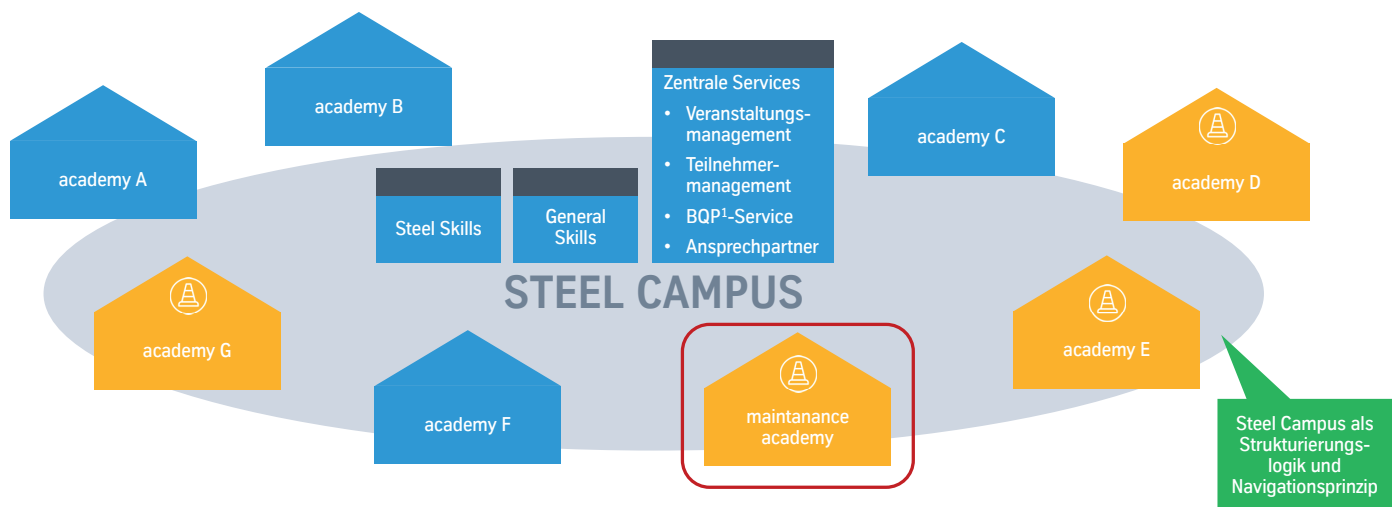 academy A
academy B
Zentrale Services
• Veranstaltungs-
management
• Teilnehmer-
management
• BQP¹-Service
• Ansprechpartner
academy C
academy D
Steel Skills
General
Skills
STEEL CAMPUS
academy G
academy F
maintanance
academy
academy E
Steel Campus als
Strukturierungs-
logik und
Navigationsprinzip